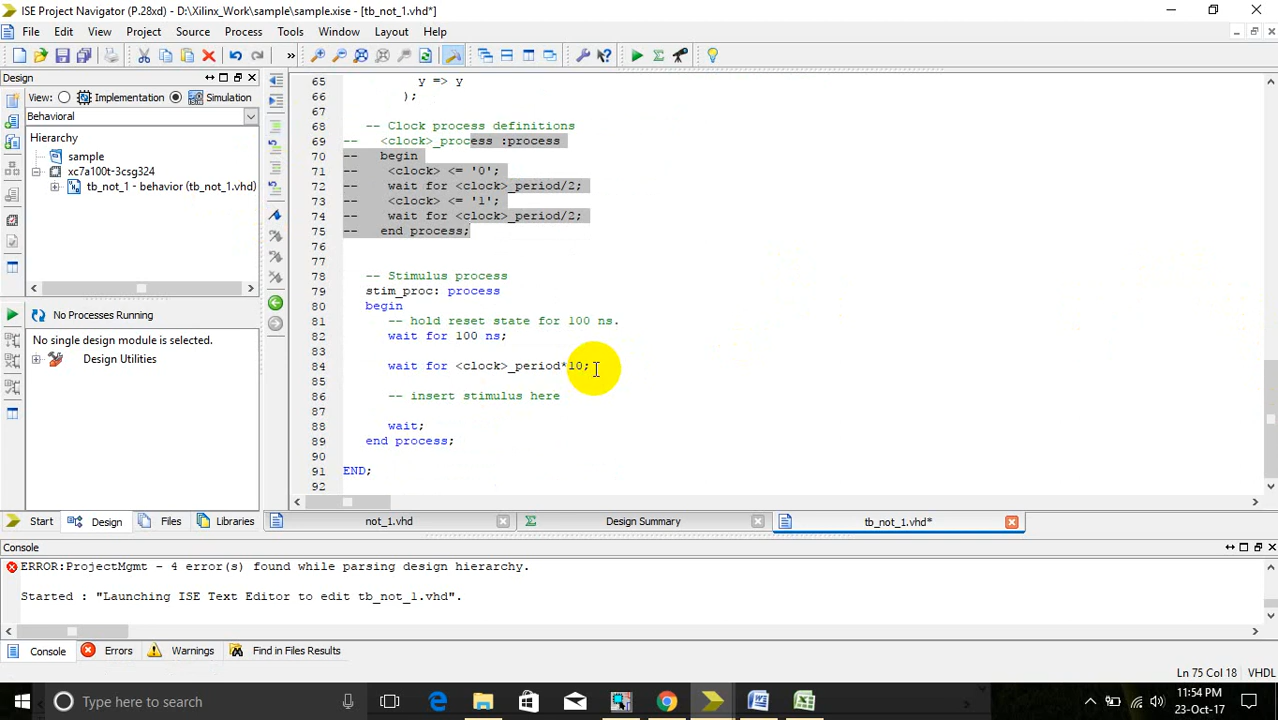 ISE Project Navigator (P.28xd) - D:\Xilinx_Work\sample\sample.xise - [tb_not_1.vhd*]
File Edit View Project Source Process Tools Window Layout Help
Design
View: Implementation Simulation
Behavioral
Hierarchy
sample
xc7a100t-3csg324
tb_not_1 - behavior (tb_not_1.vhd)
No Processes Running
No single design module is selected.
Design Utilities
65 y => y
66 );
67
68 -- Clock process definitions
69 -- <clock>_process :process
70 -- begin
71 -- <clock> <= '0';
72 -- wait for <clock>_period/2;
73 -- <clock> <= '1';
74 -- wait for <clock>_period/2;
75 -- end process;
76
77
78 -- Stimulus process
79 stim_proc: process
80 begin
81 -- hold reset state for 100 ns.
82 wait for 100 ns;
83
84 wait for <clock>_period*10;
85
86 -- insert stimulus here
87
88 wait;
89 end process;
90
91 END;
92
Start Design Files Libraries
not_1.vhd Design Summary tb_not_1.vhd*
Console
ERROR:ProjectMgmt - 4 error(s) found while parsing design hierarchy.
Started : "Launching ISE Text Editor to edit tb_not_1.vhd".
Console Errors Warnings Find in Files Results
Ln 75 Col 18 VHDL
Type here to search
11:54 PM
23-Oct-17